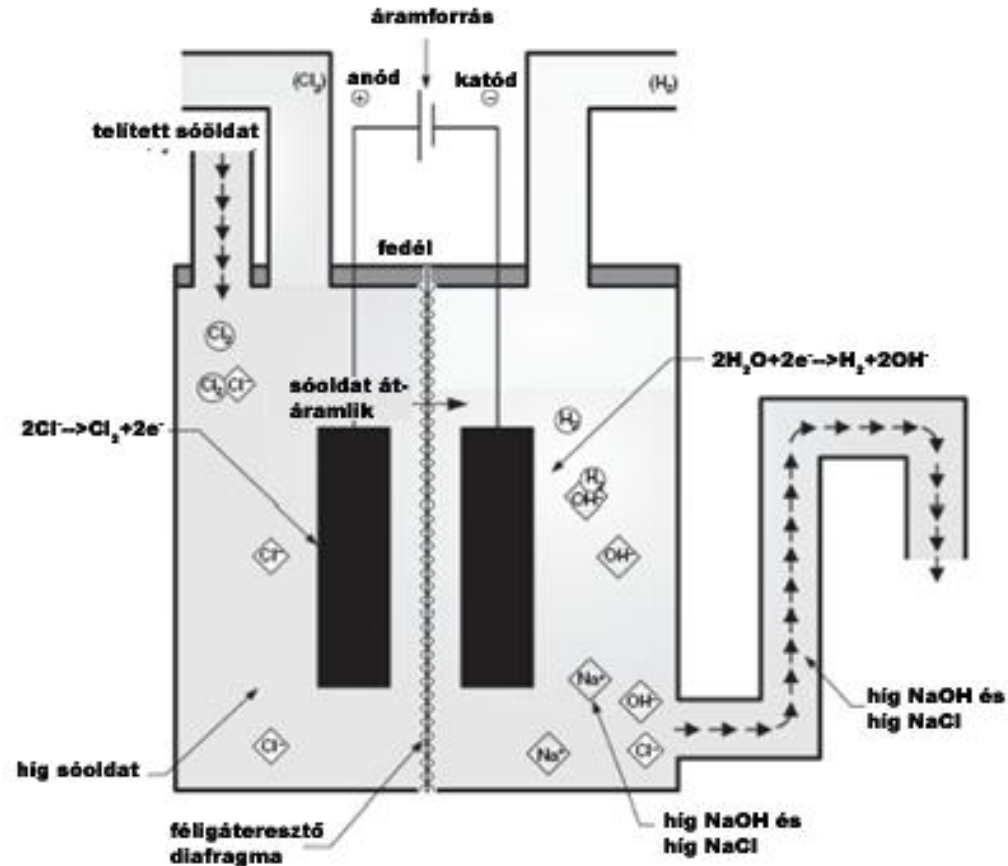 áramforrás
(Cl₂)
anód
katód
(H₂)
+
−
telített sóöldat
fedél
Cl₂
2H₂O+2e⁻-->H₂+2OH⁻
Cl₂
Cl⁻
sóoldat át-
áramlik
H₂
2Cl⁻-->Cl₂+2e⁻
H₂
OH⁻
Cl⁻
OH⁻
Na⁺
OH⁻
híg NaOH és
híg NaCl
Cl⁻
Na⁺
Cl⁻
híg sóoldat
féligáteresztő
diafragma
híg NaOH és
híg NaCl